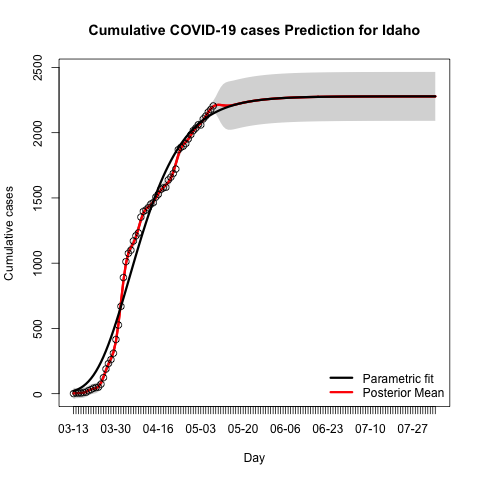 Cumulative COVID-19 cases Prediction for Idaho
Cumulative cases
2500
2000
1500
1000
500
0
Parametric fit
Posterior Mean
03-13 03-30 04-16 05-03 05-20 06-06 06-23 07-10 07-27
Day